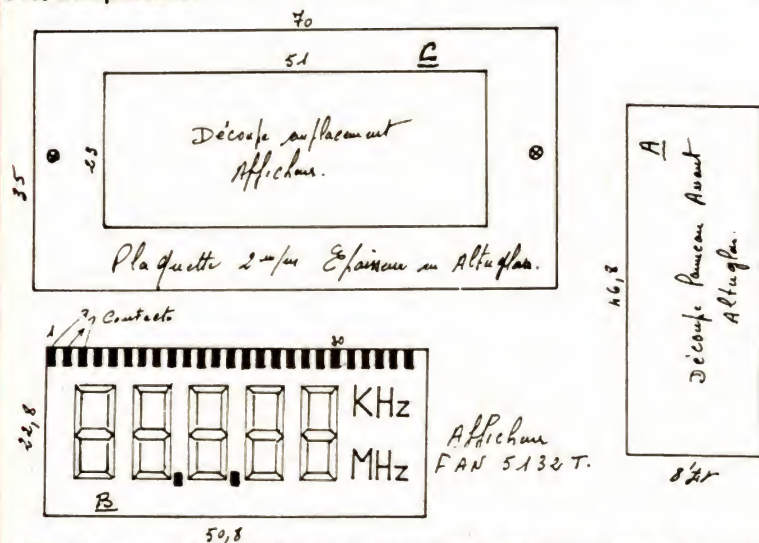 70
51
C
Découpe emplacement
Afficheur.
23
35
Plaquette 2 m/m Epaisseur en Altuglas.
A
Découpe Panneau Avant
Altuglas.
46,8
1
Contacts
30
KHz
MHz
22,8
B
50,8
Afficheur
FAN 5132 T.